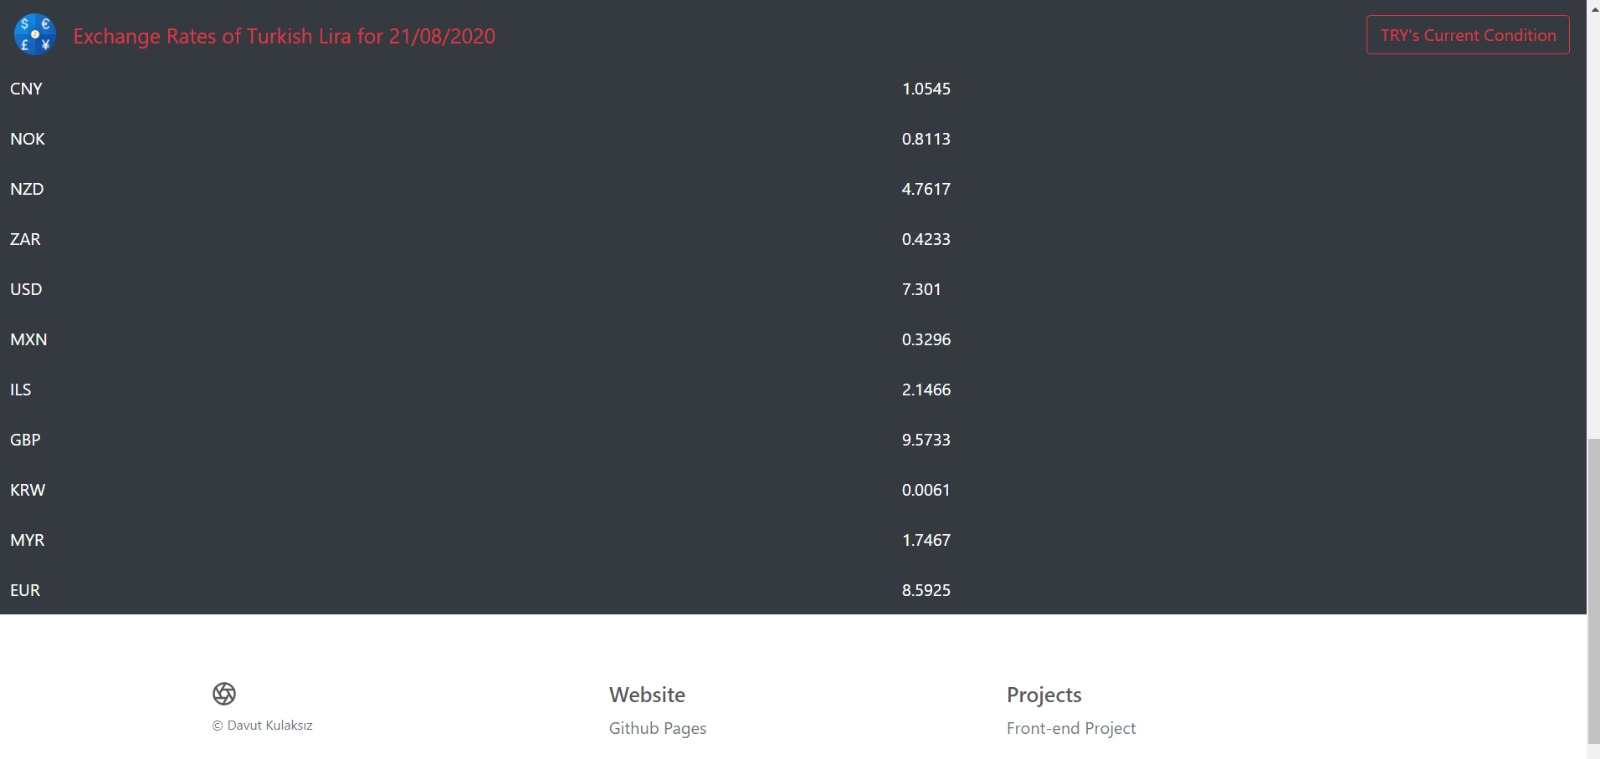 $ €
£ ¥
Exchange Rates of Turkish Lira for 21/08/2020
TRY's Current Condition
CNY 1.0545
NOK 0.8113
NZD 4.7617
ZAR 0.4233
USD 7.301
MXN 0.3296
ILS 2.1466
GBP 9.5733
KRW 0.0061
MYR 1.7467
EUR 8.5925
© Davut Kulaksız
Website
Github Pages
Projects
Front-end Project